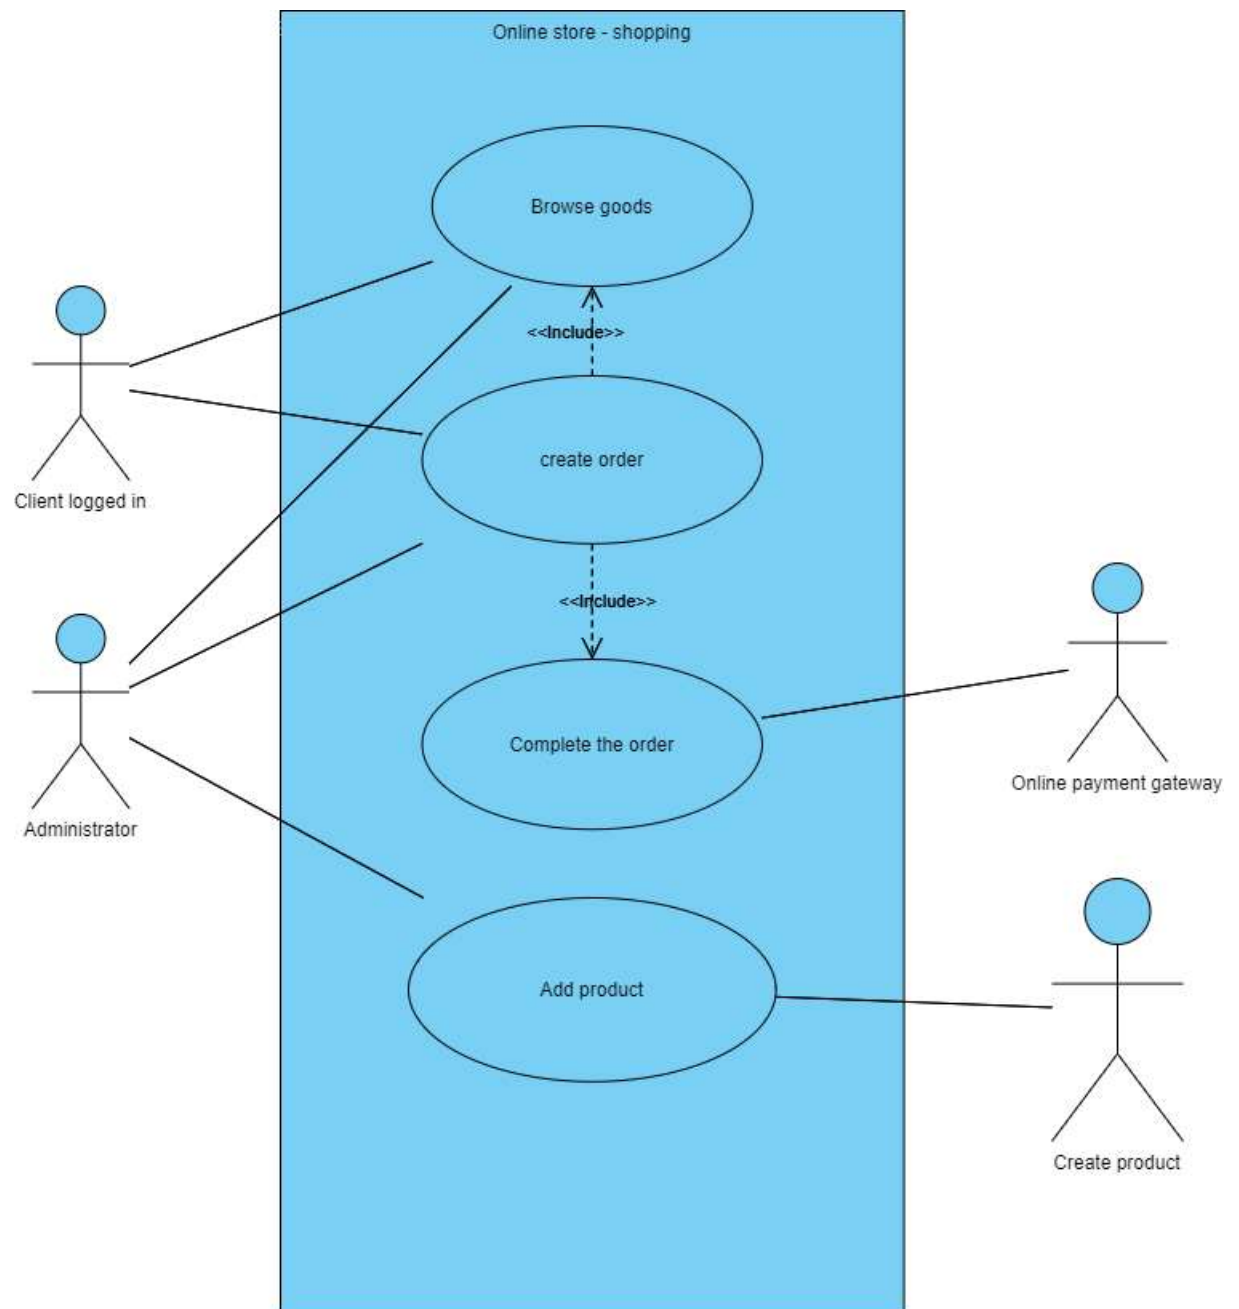 Online store - shopping
Browse goods
<<Include>>
create order
Client logged in
<<Include>>
Complete the order
Online payment gateway
Administrator
Add product
Create product